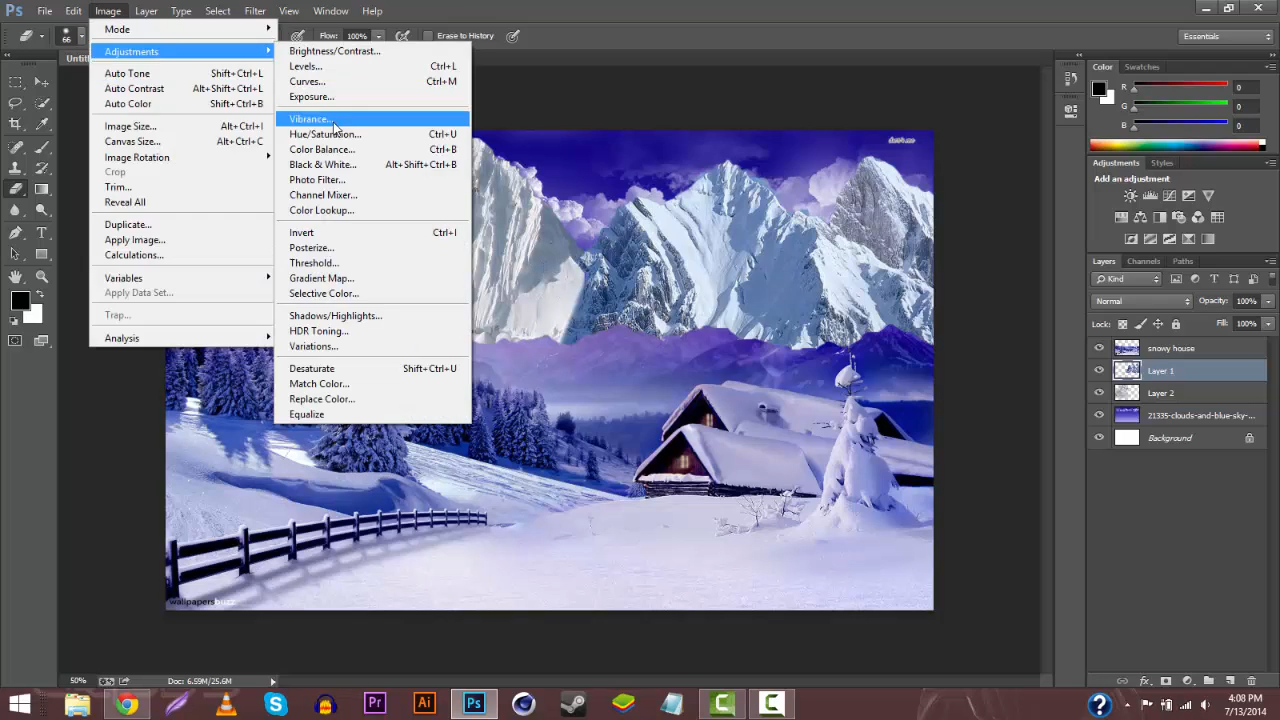 Ps File Edit Image Layer Type Select Filter View Window Help
66 Flow: 100% Erase to History Essentials
Mode
Adjustments
Auto Tone Shift+Ctrl+L
Auto Contrast Alt+Shift+Ctrl+L
Auto Color Shift+Ctrl+B
Image Size... Alt+Ctrl+I
Canvas Size... Alt+Ctrl+C
Image Rotation
Crop
Trim...
Reveal All
Duplicate...
Apply Image...
Calculations...
Variables
Apply Data Set...
Trap...
Analysis
Brightness/Contrast...
Levels... Ctrl+L
Curves... Ctrl+M
Exposure...
Vibrance...
Hue/Saturation... Ctrl+U
Color Balance... Ctrl+B
Black & White... Alt+Shift+Ctrl+B
Photo Filter...
Channel Mixer...
Color Lookup...
Invert Ctrl+I
Posterize...
Threshold...
Gradient Map...
Selective Color...
Shadows/Highlights...
HDR Toning...
Variations...
Desaturate Shift+Ctrl+U
Match Color...
Replace Color...
Equalize
Color Swatches
R 0
G 0
B 0
Adjustments Styles
Add an adjustment
Layers Channels Paths
Kind
Normal Opacity: 100%
Lock: Fill: 100%
snowy house
Layer 1
Layer 2
21335-clouds-and-blue-sky-...
Background
wallpapersbuzz
50% Doc: 6.59M/25.6M
Pr Ai Ps
4:08 PM
7/13/2014